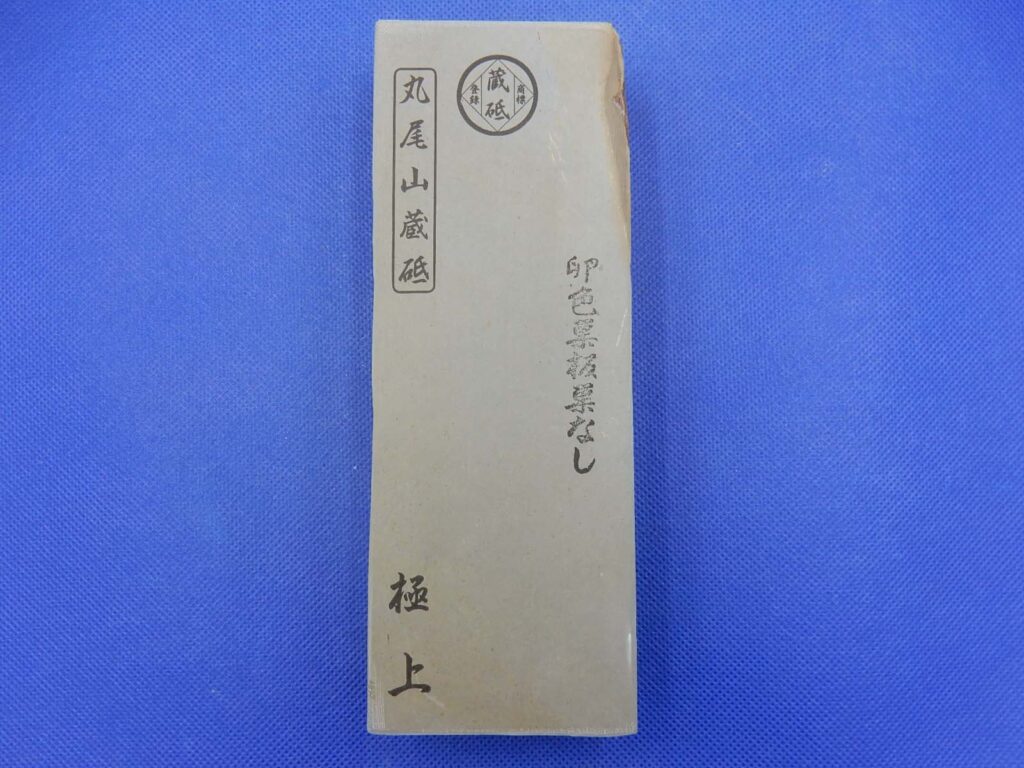 卵色巣板巣なし
蔵砥
登録
商標
丸尾山蔵砥
極上